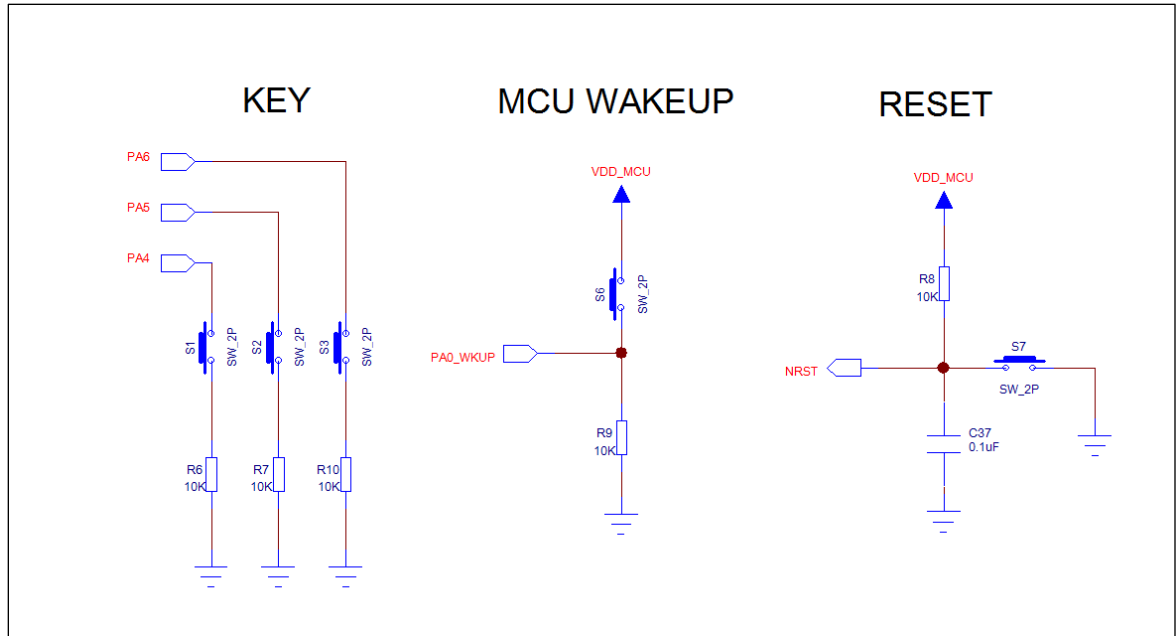 KEY
PA6
PA5
PA4
S1
SW_2P
S2
SW_2P
S3
SW_2P
R6
10K
R7
10K
R10
10K
MCU WAKEUP
VDD_MCU
S6
SW_2P
PA0_WKUP
R9
10K
RESET
VDD_MCU
R8
10K
NRST
S7
SW_2P
C37
0.1uF